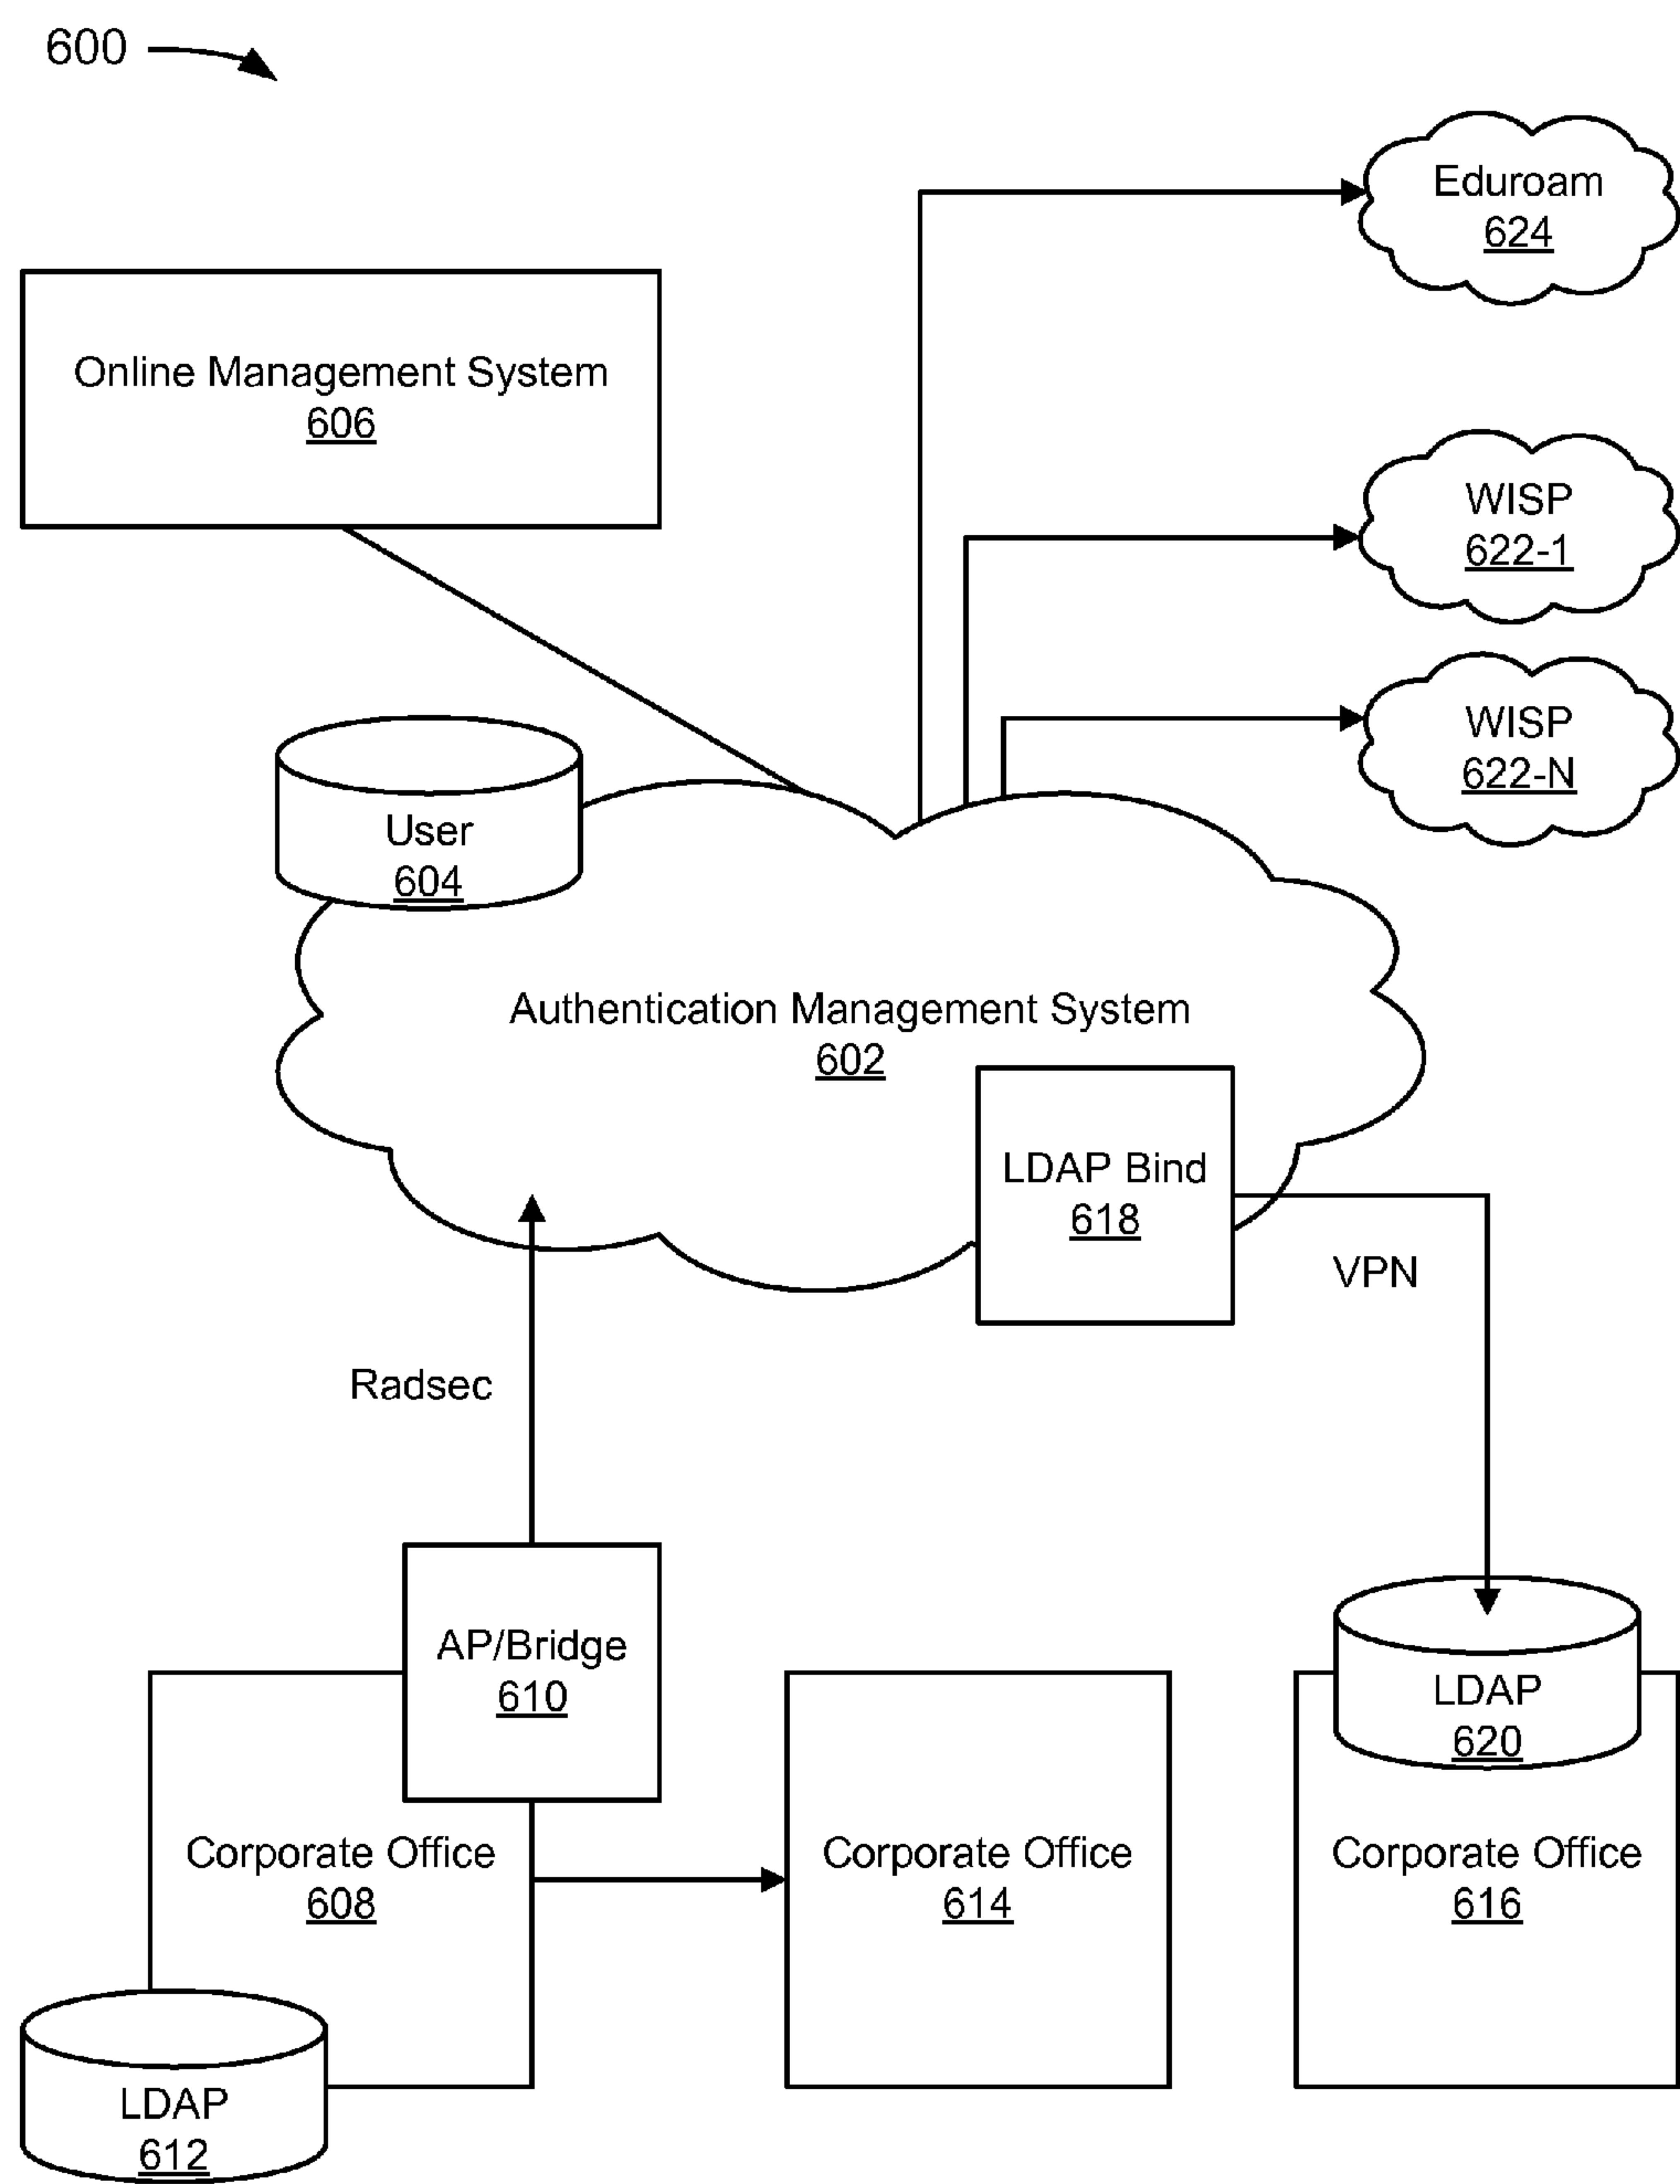 600
Eduroam
624
Online Management System
606
WISP
622-1
WISP
622-N
User
604
Authentication Management System
602
LDAP Bind
618
VPN
Radsec
AP/Bridge
610
LDAP
620
Corporate Office
608
Corporate Office
614
Corporate Office
616
LDAP
612